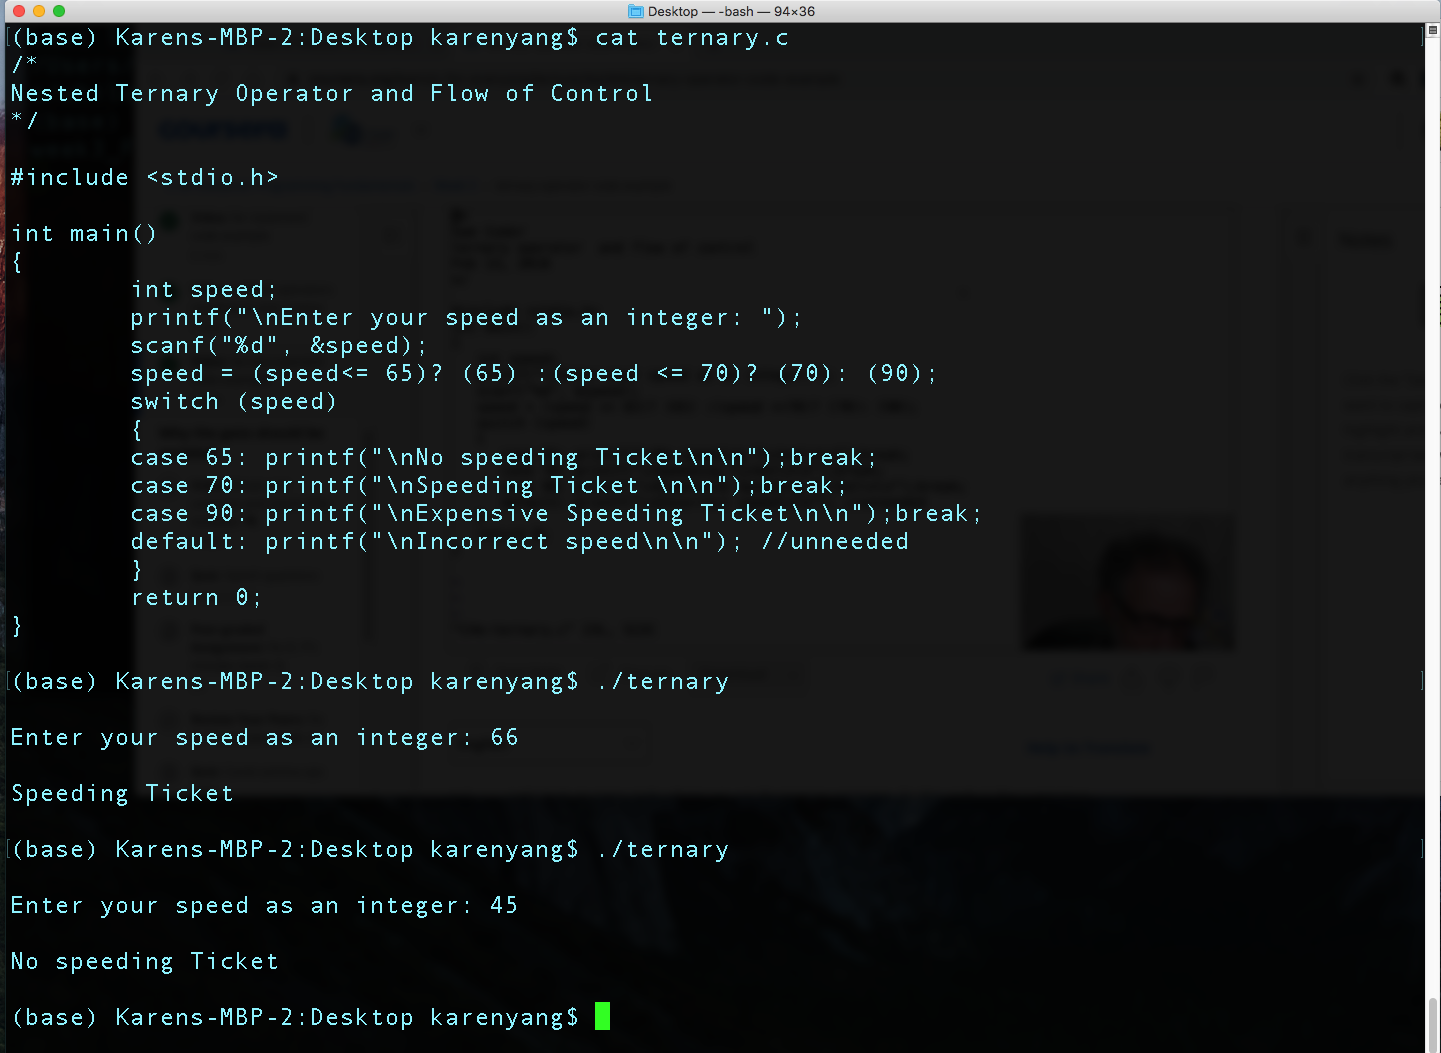 Desktop — -bash — 94×36
(base) Karens-MBP-2:Desktop karenyang$ cat ternary.c
/*
Nested Ternary Operator and Flow of Control
*/
#include <stdio.h>
int main()
{
int speed;
printf("\nEnter your speed as an integer: ");
scanf("%d", &speed);
speed = (speed<= 65)? (65) :(speed <= 70)? (70): (90);
switch (speed)
{
case 65: printf("\nNo speeding Ticket\n\n");break;
case 70: printf("\nSpeeding Ticket \n\n");break;
case 90: printf("\nExpensive Speeding Ticket\n\n");break;
default: printf("\nIncorrect speed\n\n"); //unneeded
}
return 0;
}
(base) Karens-MBP-2:Desktop karenyang$ ./ternary
Enter your speed as an integer: 66
Speeding Ticket
(base) Karens-MBP-2:Desktop karenyang$ ./ternary
Enter your speed as an integer: 45
No speeding Ticket
(base) Karens-MBP-2:Desktop karenyang$